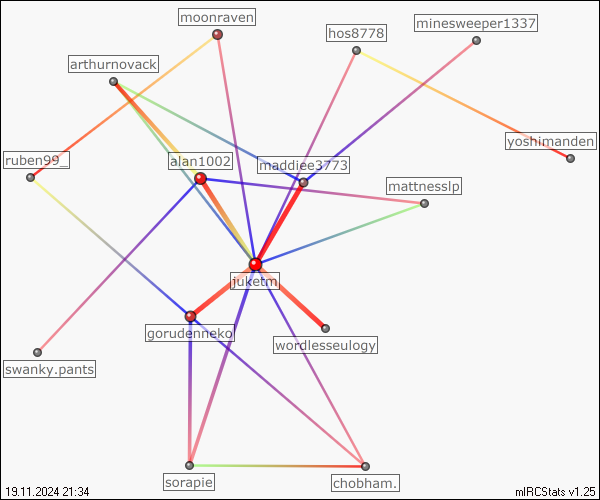 moonraven
minesweeper1337
hos8778
arthurnovack
yoshimanden
ruben99_
alan1002
maddiee3773
mattnesslp
juketm
gorudenneko
wordlesseulogy
swanky.pants
sorapie
chobham.
19.11.2024 21:34
mIRCStats v1.25